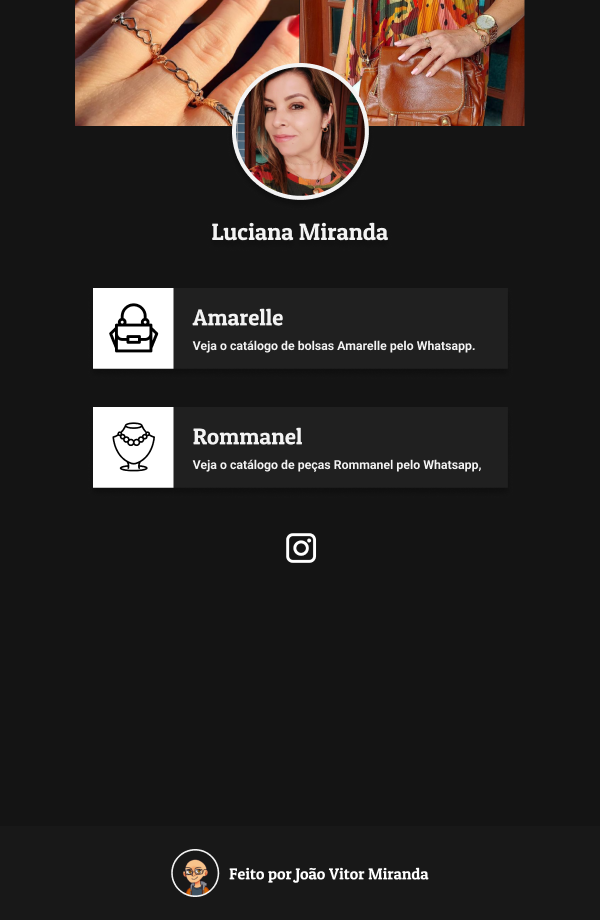 Luciana Miranda
Amarelle
Veja o catálogo de bolsas Amarelle pelo Whatsapp.
Rommanel
Veja o catálogo de peças Rommanel pelo Whatsapp,
Feito por João Vitor Miranda